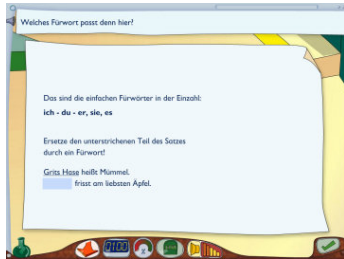 Welches Fürwort passt denn hier?
Das sind die einfachen Fürwörter in der Einzahl:
ich - du - er, sie, es
Ersetze den unterstrichenen Teil des Satzes
durch ein Fürwort!
Grits Hase heißt Mümmel.
frisst am liebsten Äpfel.